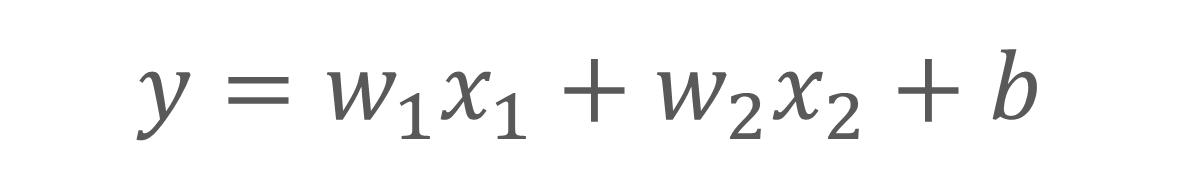 y = w₁x₁ + w₂x₂ + b